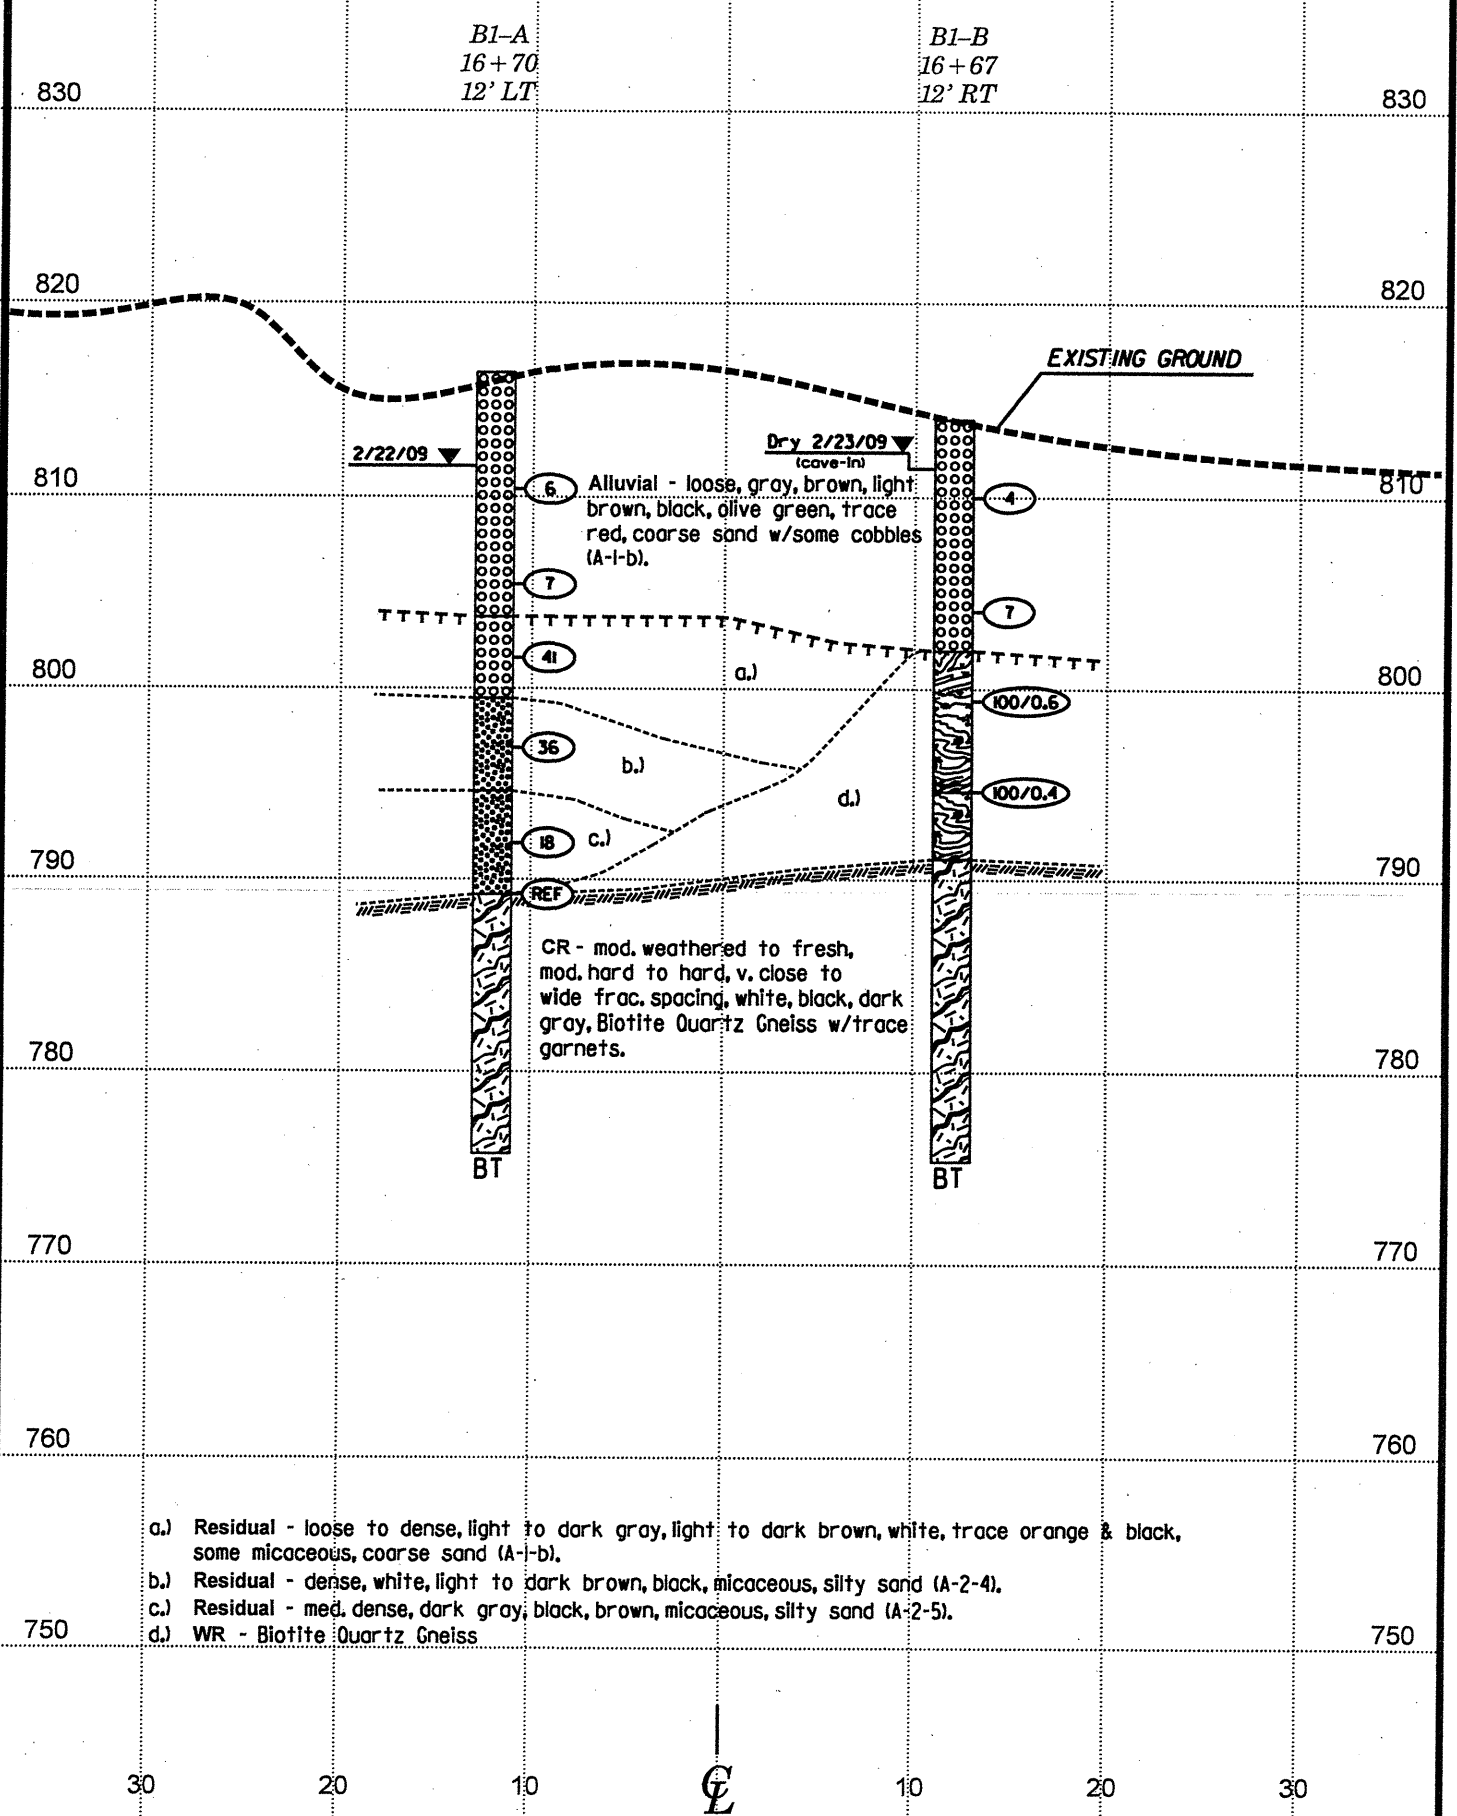 B1-A
16+70
12' LT
B1-B
16+67
12' RT
830
830
820
820
EXISTING GROUND
2/22/09
Dry 2/23/09
(cave-in)
810
810
6
Alluvial - loose, gray, brown, light
brown, black, olive green, trace
red, coarse sand w/some cobbles
(A-1-b).
4
7
7
41
800
a.)
800
100/0.6
36
b.)
d.)
100/0.4
18
c.)
790
790
REF
CR - mod. weathered to fresh,
mod. hard to hard, v. close to
wide frac. spacing, white, black, dark
gray, Biotite Quartz Gneiss w/trace
garnets.
780
780
BT
BT
770
770
760
760
a.) Residual - loose to dense, light to dark gray, light to dark brown, white, trace orange & black,
some micaceous, coarse sand (A-1-b).
b.) Residual - dense, white, light to dark brown, black, micaceous, silty sand (A-2-4).
c.) Residual - med. dense, dark gray, black, brown, micaceous, silty sand (A-2-5).
d.) WR - Biotite Quartz Gneiss
750
750
30
20
10
CL
10
20
30